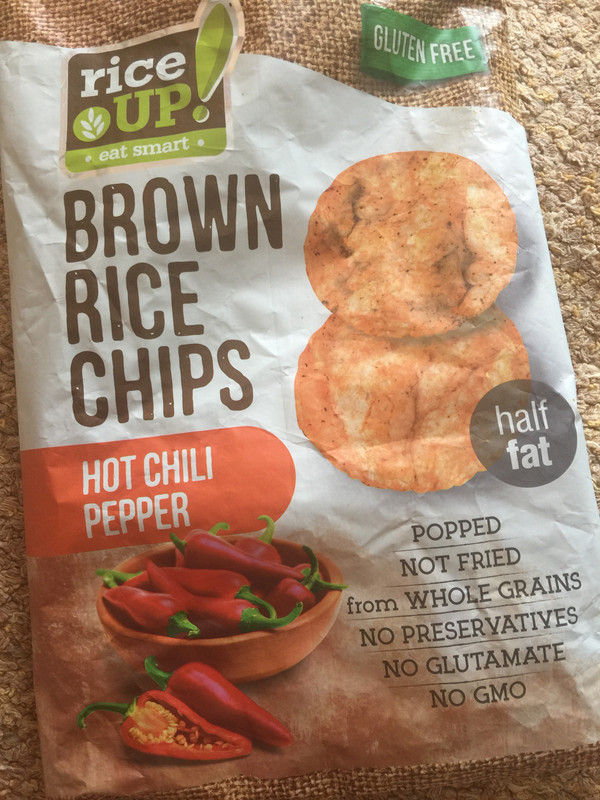 GLUTEN FREE
rice
UP!
• eat smart •
BROWN
RICE
CHIPS
half
fat
HOT CHILI
PEPPER
POPPED
NOT FRIED
from WHOLE GRAINS
NO PRESERVATIVES
NO GLUTAMATE
NO GMO